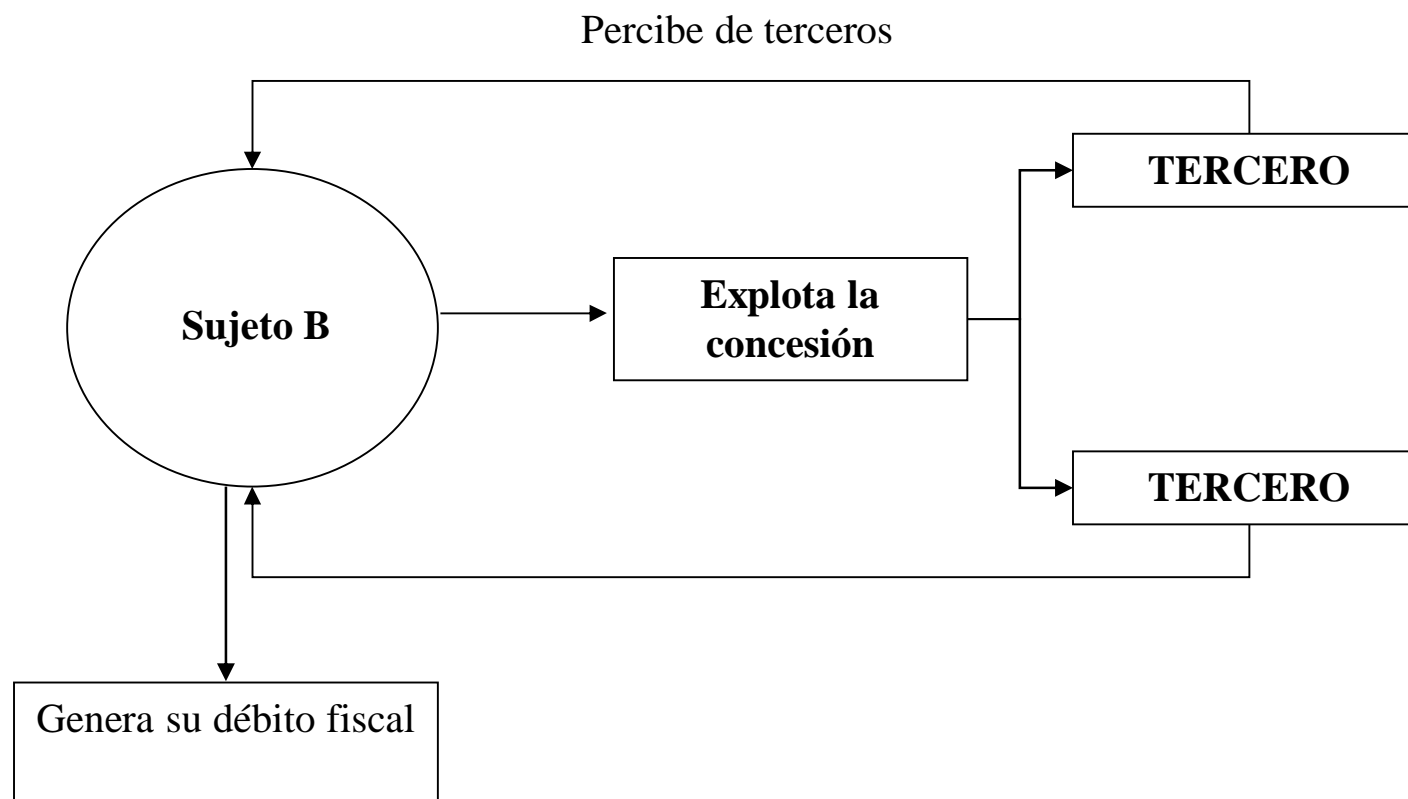 Percibe de terceros
TERCERO
Sujeto B
Explota la
concesión
TERCERO
Genera su débito fiscal